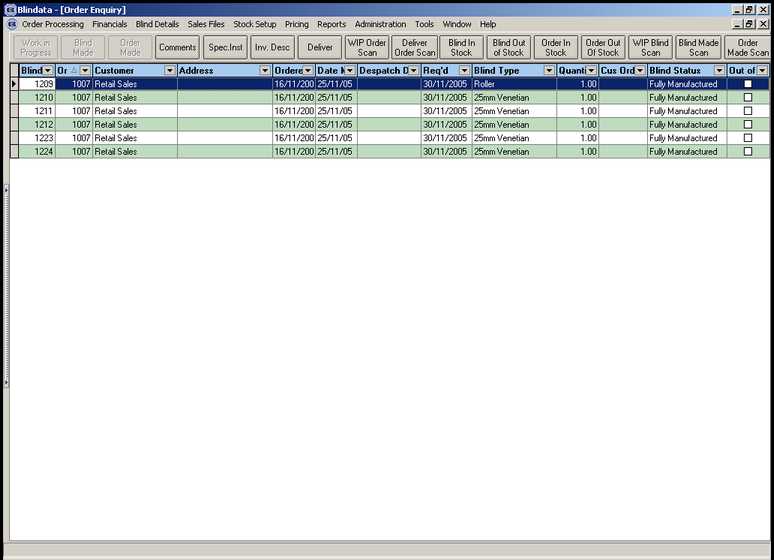 Blindata - [Order Enquiry]
Order Processing Financials Blind Details Sales Files Stock Setup Pricing Reports Administration Tools Window Help
Work in Progress Blind Made Order Made Comments Spec.Inst Inv. Desc Deliver WIP Order Scan Deliver Order Scan Blind In Stock Blind Out of Stock Order In Stock Order Out Of Stock WIP Blind Scan Blind Made Scan Order Made Scan
Blind Or Customer Address Ordere Date Despatch D Req'd Blind Type Quanti Cus Ord Blind Status Out of
1209 1007 Retail Sales 16/11/200 25/11/05 30/11/2005 Roller 1.00 Fully Manufactured
1210 1007 Retail Sales 16/11/200 25/11/05 30/11/2005 25mm Venetian 1.00 Fully Manufactured
1211 1007 Retail Sales 16/11/200 25/11/05 30/11/2005 25mm Venetian 1.00 Fully Manufactured
1212 1007 Retail Sales 16/11/200 25/11/05 30/11/2005 25mm Venetian 1.00 Fully Manufactured
1223 1007 Retail Sales 16/11/200 25/11/05 30/11/2005 25mm Venetian 1.00 Fully Manufactured
1224 1007 Retail Sales 16/11/200 25/11/05 30/11/2005 25mm Venetian 1.00 Fully Manufactured